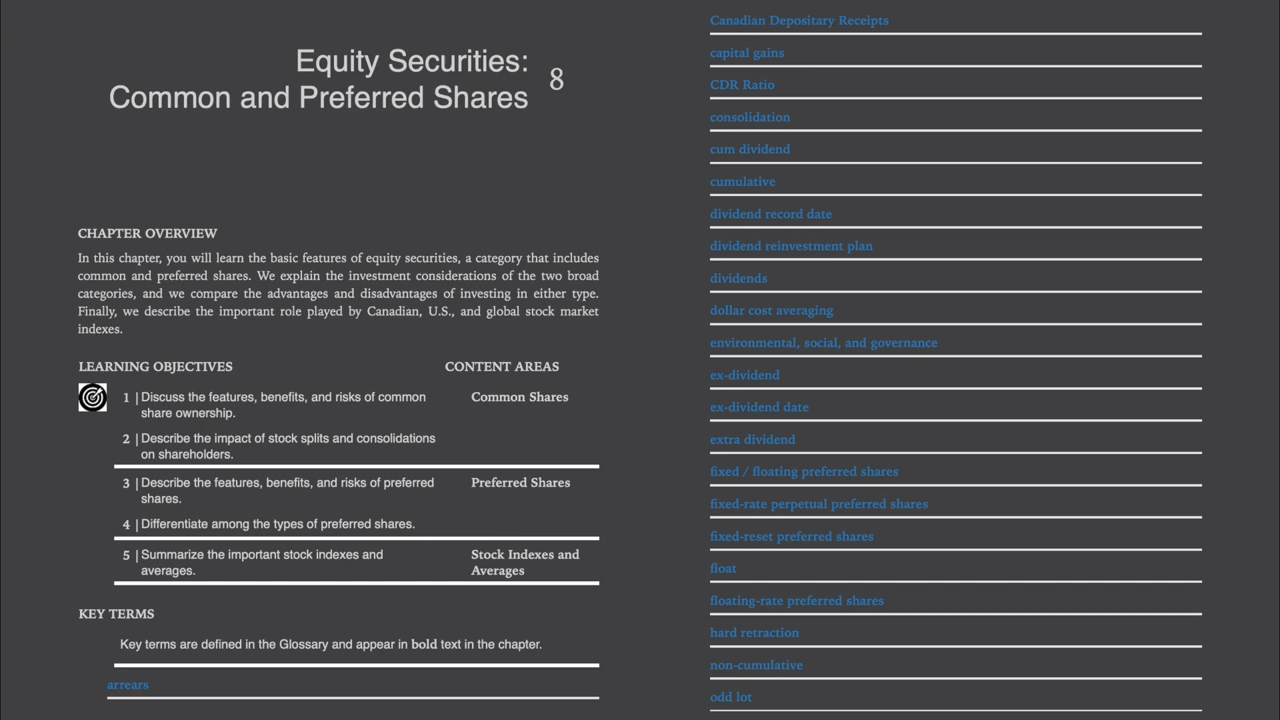 Equity Securities:
Common and Preferred Shares
8
CHAPTER OVERVIEW
In this chapter, you will learn the basic features of equity securities, a category that includes
common and preferred shares. We explain the investment considerations of the two broad
categories, and we compare the advantages and disadvantages of investing in either type.
Finally, we describe the important role played by Canadian, U.S., and global stock market
indexes.
LEARNING OBJECTIVES CONTENT AREAS
1 | Discuss the features, benefits, and risks of common Common Shares
share ownership.
2 | Describe the impact of stock splits and consolidations
on shareholders.
3 | Describe the features, benefits, and risks of preferred Preferred Shares
shares.
4 | Differentiate among the types of preferred shares.
5 | Summarize the important stock indexes and Stock Indexes and
averages. Averages
KEY TERMS
Key terms are defined in the Glossary and appear in bold text in the chapter.
arrears
Canadian Depositary Receipts
capital gains
CDR Ratio
consolidation
cum dividend
cumulative
dividend record date
dividend reinvestment plan
dividends
dollar cost averaging
environmental, social, and governance
ex-dividend
ex-dividend date
extra dividend
fixed / floating preferred shares
fixed-rate perpetual preferred shares
fixed-reset preferred shares
float
floating-rate preferred shares
hard retraction
non-cumulative
odd lot